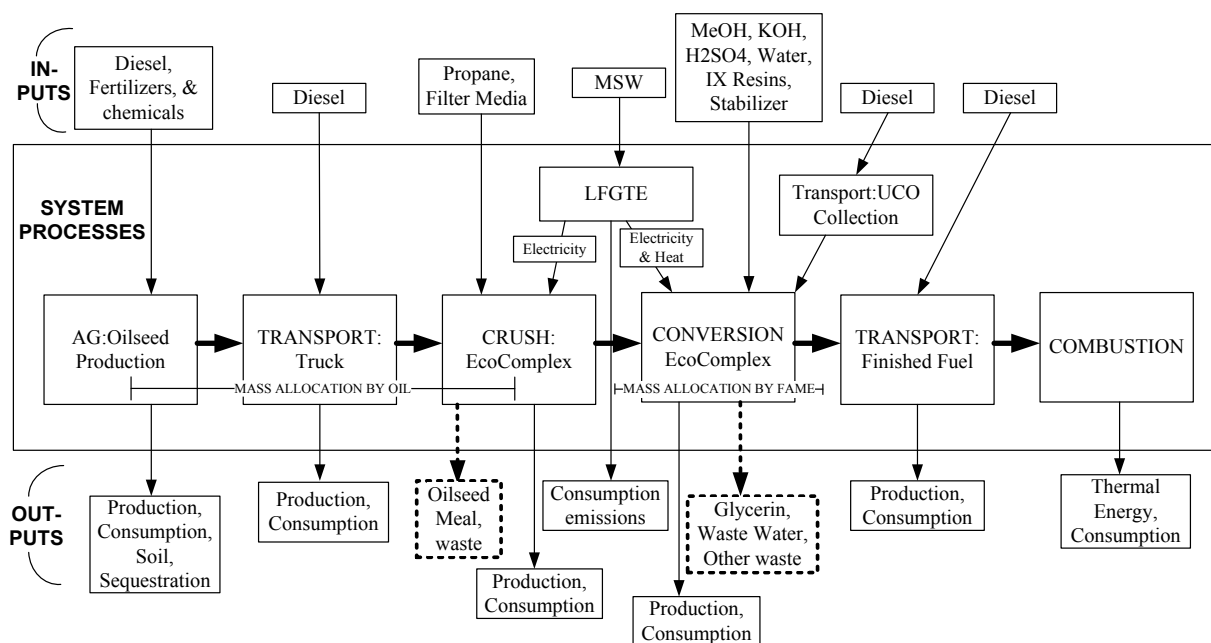 IN-
PUTS
Diesel,
Fertilizers, &
chemicals
Diesel
Propane,
Filter Media
MSW
MeOH, KOH,
H2SO4, Water,
IX Resins,
Stabilizer
Diesel
Diesel
SYSTEM
PROCESSES
LFGTE
Transport:UCO
Collection
Electricity
Electricity
& Heat
AG:Oilseed
Production
TRANSPORT:
Truck
CRUSH:
EcoComplex
CONVERSION
EcoComplex
TRANSPORT:
Finished Fuel
COMBUSTION
MASS ALLOCATION BY OIL
MASS ALLOCATION BY FAME
OUT-
PUTS
Production,
Consumption,
Soil,
Sequestration
Production,
Consumption
Oilseed
Meal,
waste
Production,
Consumption
Consumption
emissions
Production,
Consumption
Glycerin,
Waste Water,
Other waste
Production,
Consumption
Thermal
Energy,
Consumption